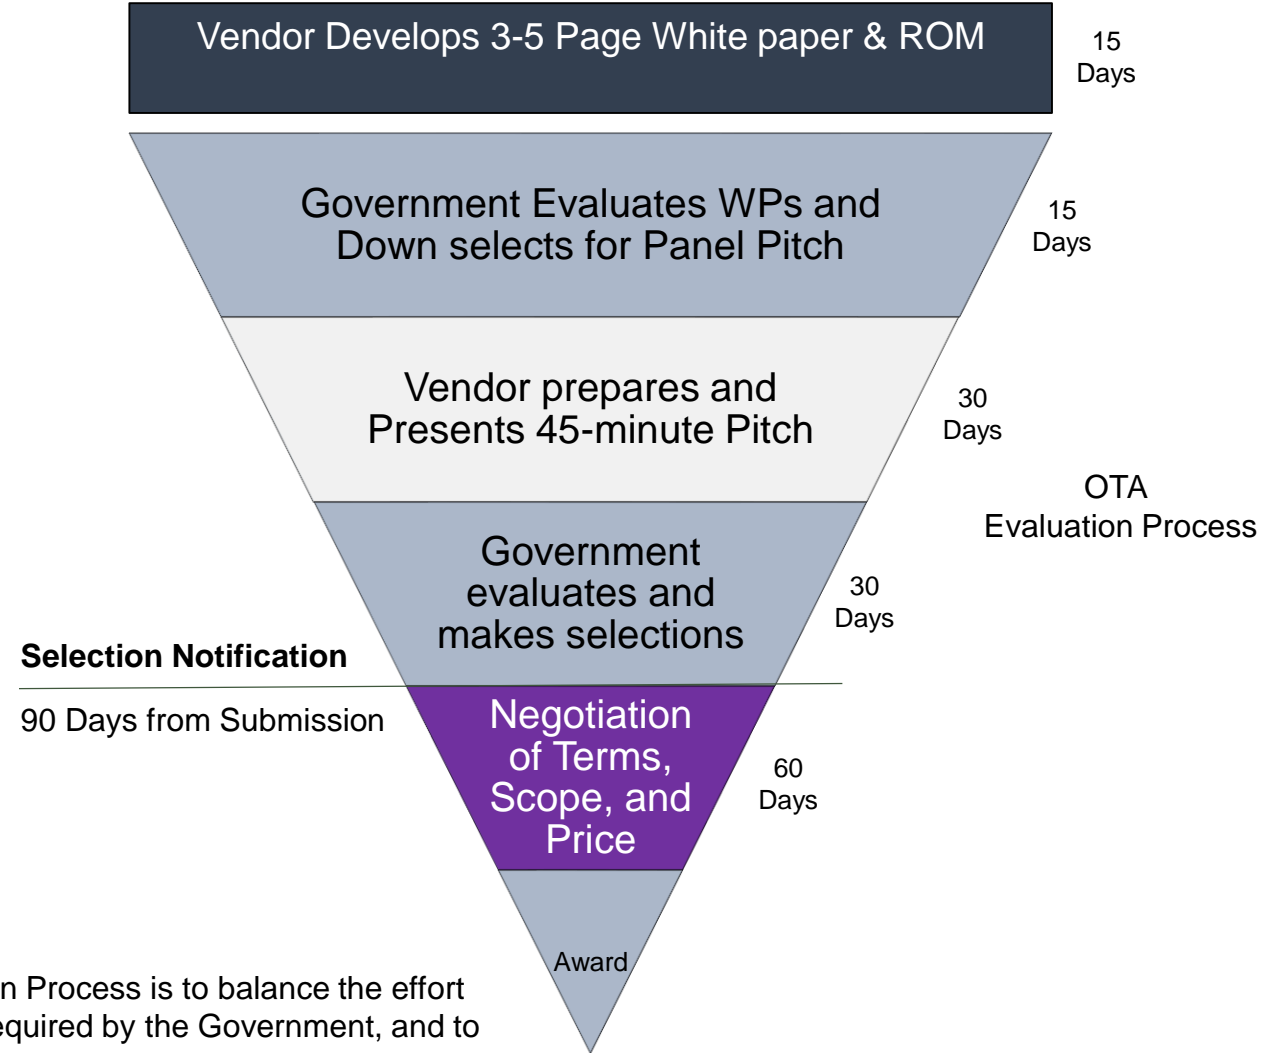 Vendor Develops 3-5 Page White paper & ROM
15
Days
Government Evaluates WPs and
Down selects for Panel Pitch
15
Days
Vendor prepares and
Presents 45-minute Pitch
30
Days
OTA
Evaluation Process
Government
evaluates and
makes selections
30
Days
Selection Notification
90 Days from Submission
Negotiation
of Terms,
Scope, and
Price
60
Days
Award
n Process is to balance the effort
equired by the Government, and to